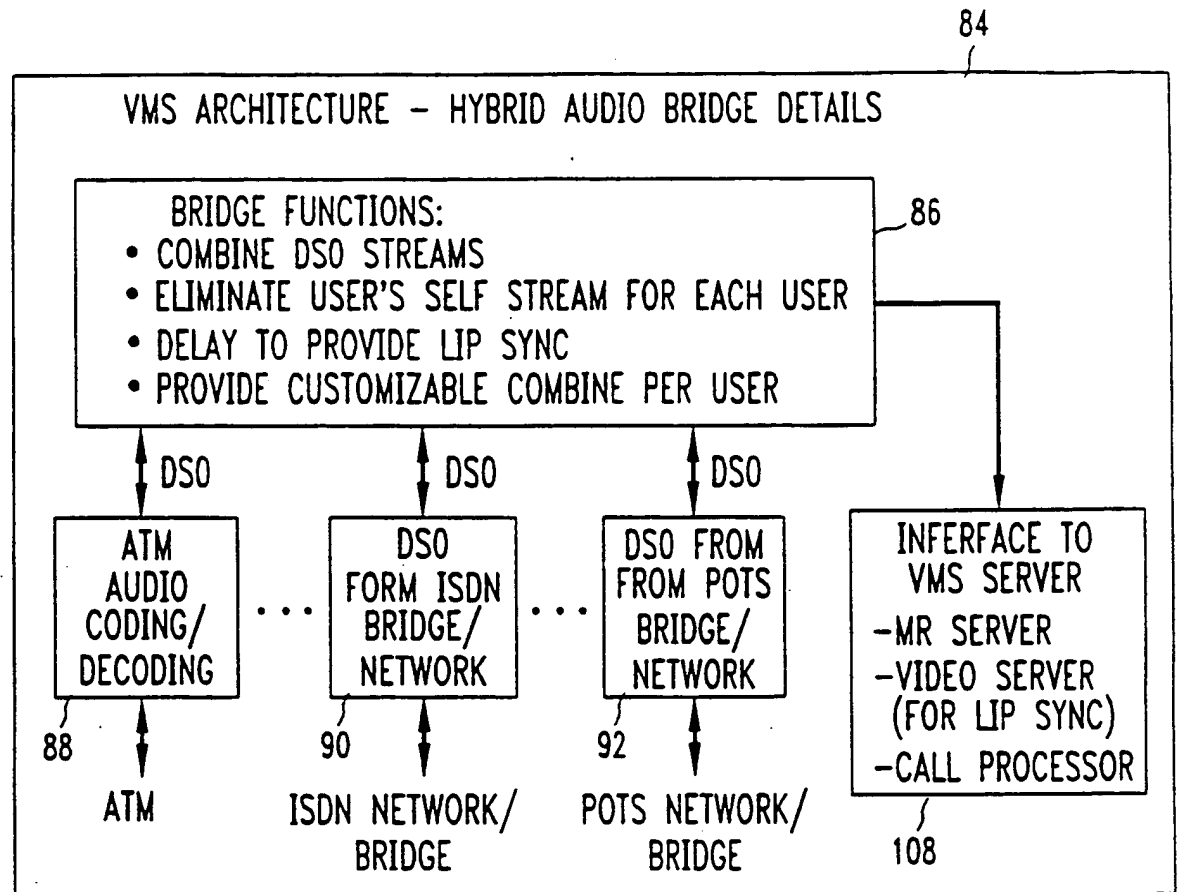 84
VMS ARCHITECTURE - HYBRID AUDIO BRIDGE DETAILS
BRIDGE FUNCTIONS:
• COMBINE DS0 STREAMS
• ELIMINATE USER'S SELF STREAM FOR EACH USER
• DELAY TO PROVIDE LIP SYNC
• PROVIDE CUSTOMIZABLE COMBINE PER USER
86
DS0
DS0
DS0
ATM
AUDIO
CODING/
DECODING
88
ATM
• • •
DS0
FORM ISDN
BRIDGE/
NETWORK
90
ISDN NETWORK/
BRIDGE
• • •
DS0 FROM
FROM POTS
BRIDGE/
NETWORK
92
POTS NETWORK/
BRIDGE
INFERFACE TO
VMS SERVER
-MR SERVER
-VIDEO SERVER
(FOR LIP SYNC)
-CALL PROCESSOR
108